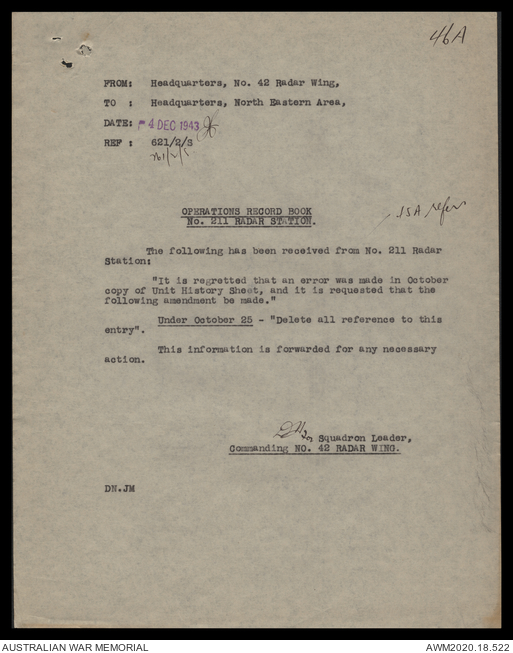 46A
FROM: Headquarters, No. 42 Radar Wing,
TO : Headquarters, North Eastern Area,
DATE: 4 DEC 1943
REF : 621/2/S
OPERATIONS RECORD BOOK
No. 211 RADAR STATION.
15A refer
The following has been received from No. 211 Radar
Station:
"It is regretted that an error was made in October
copy of Unit History Sheet, and it is requested that the
following amendment be made."
Under October 25 - "Delete all reference to this
entry".
This information is forwarded for any necessary
action.
Squadron Leader,
Commanding NO. 42 RADAR WING.
DN.JM
AUSTRALIAN WAR MEMORIAL
AWM2020.18.522